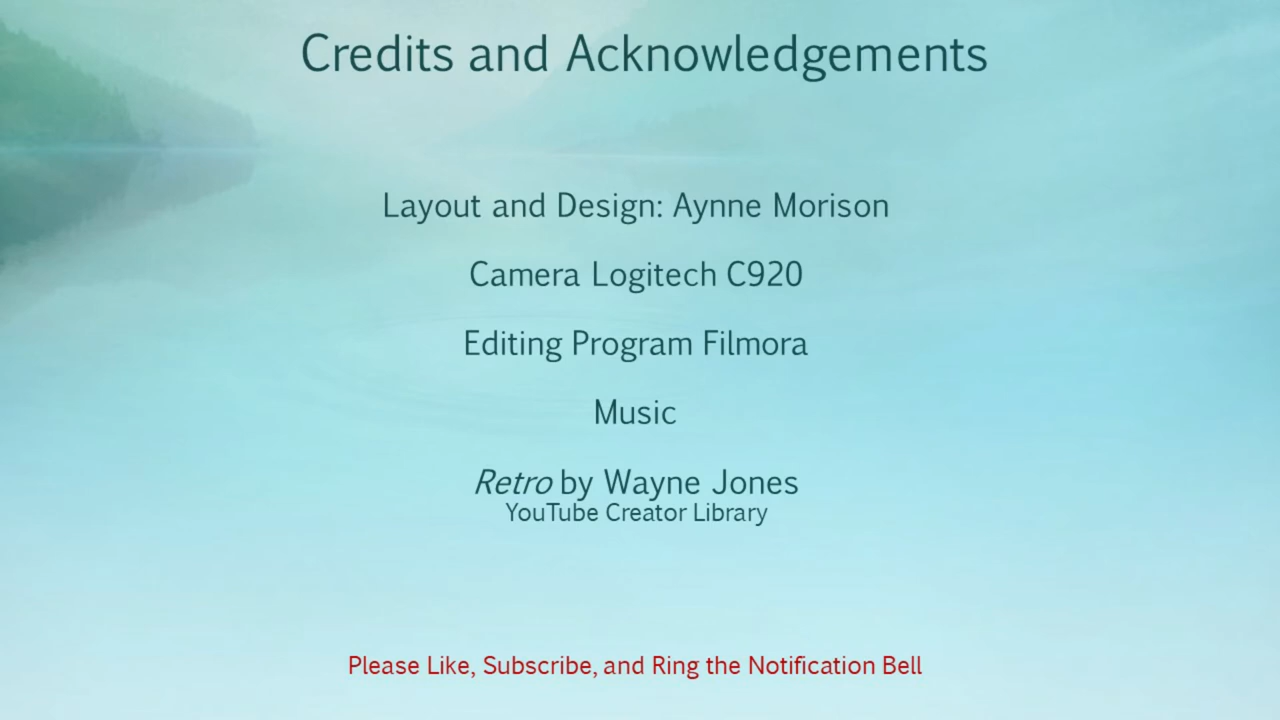 Credits and Acknowledgements
Layout and Design: Aynne Morison
Camera Logitech C920
Editing Program Filmora
Music
Retro by Wayne Jones
YouTube Creator Library
Please Like, Subscribe, and Ring the Notification Bell